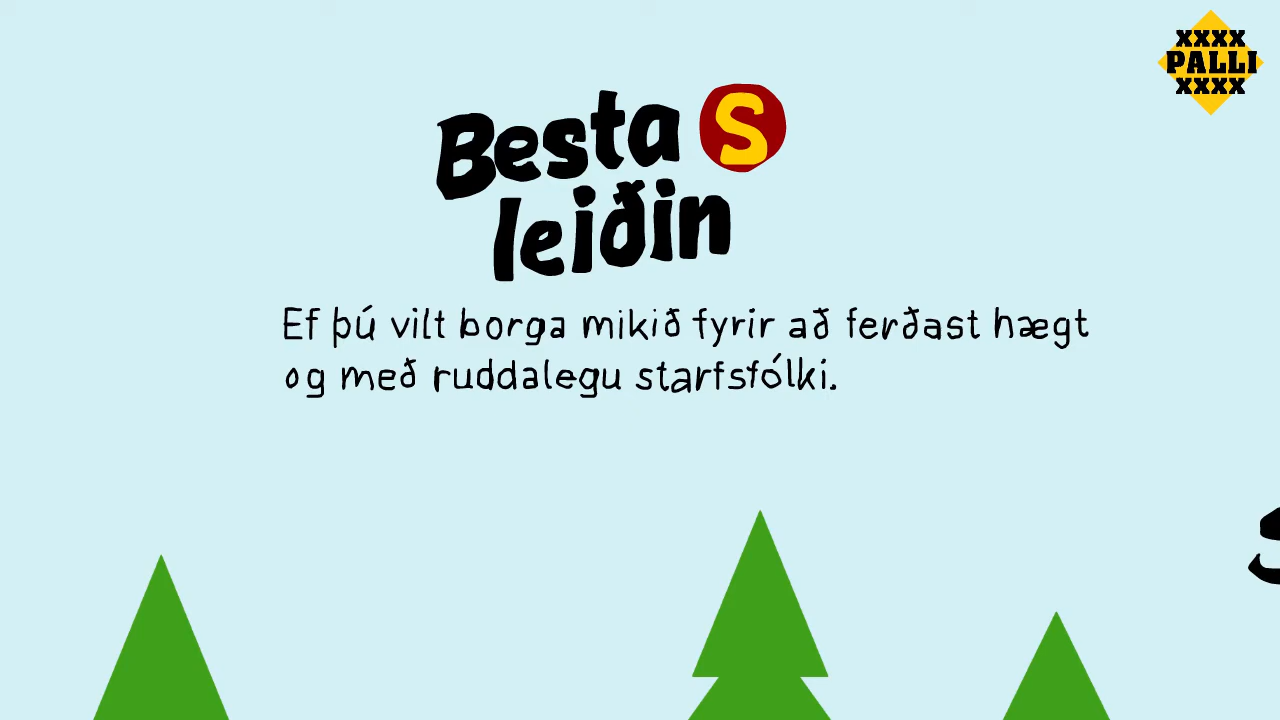 XXXX
PALLI
XXXX
Besta S
leiðin
Ef þú vilt borga mikið fyrir að ferðast hægt
og með ruddalegu starfsfólki.